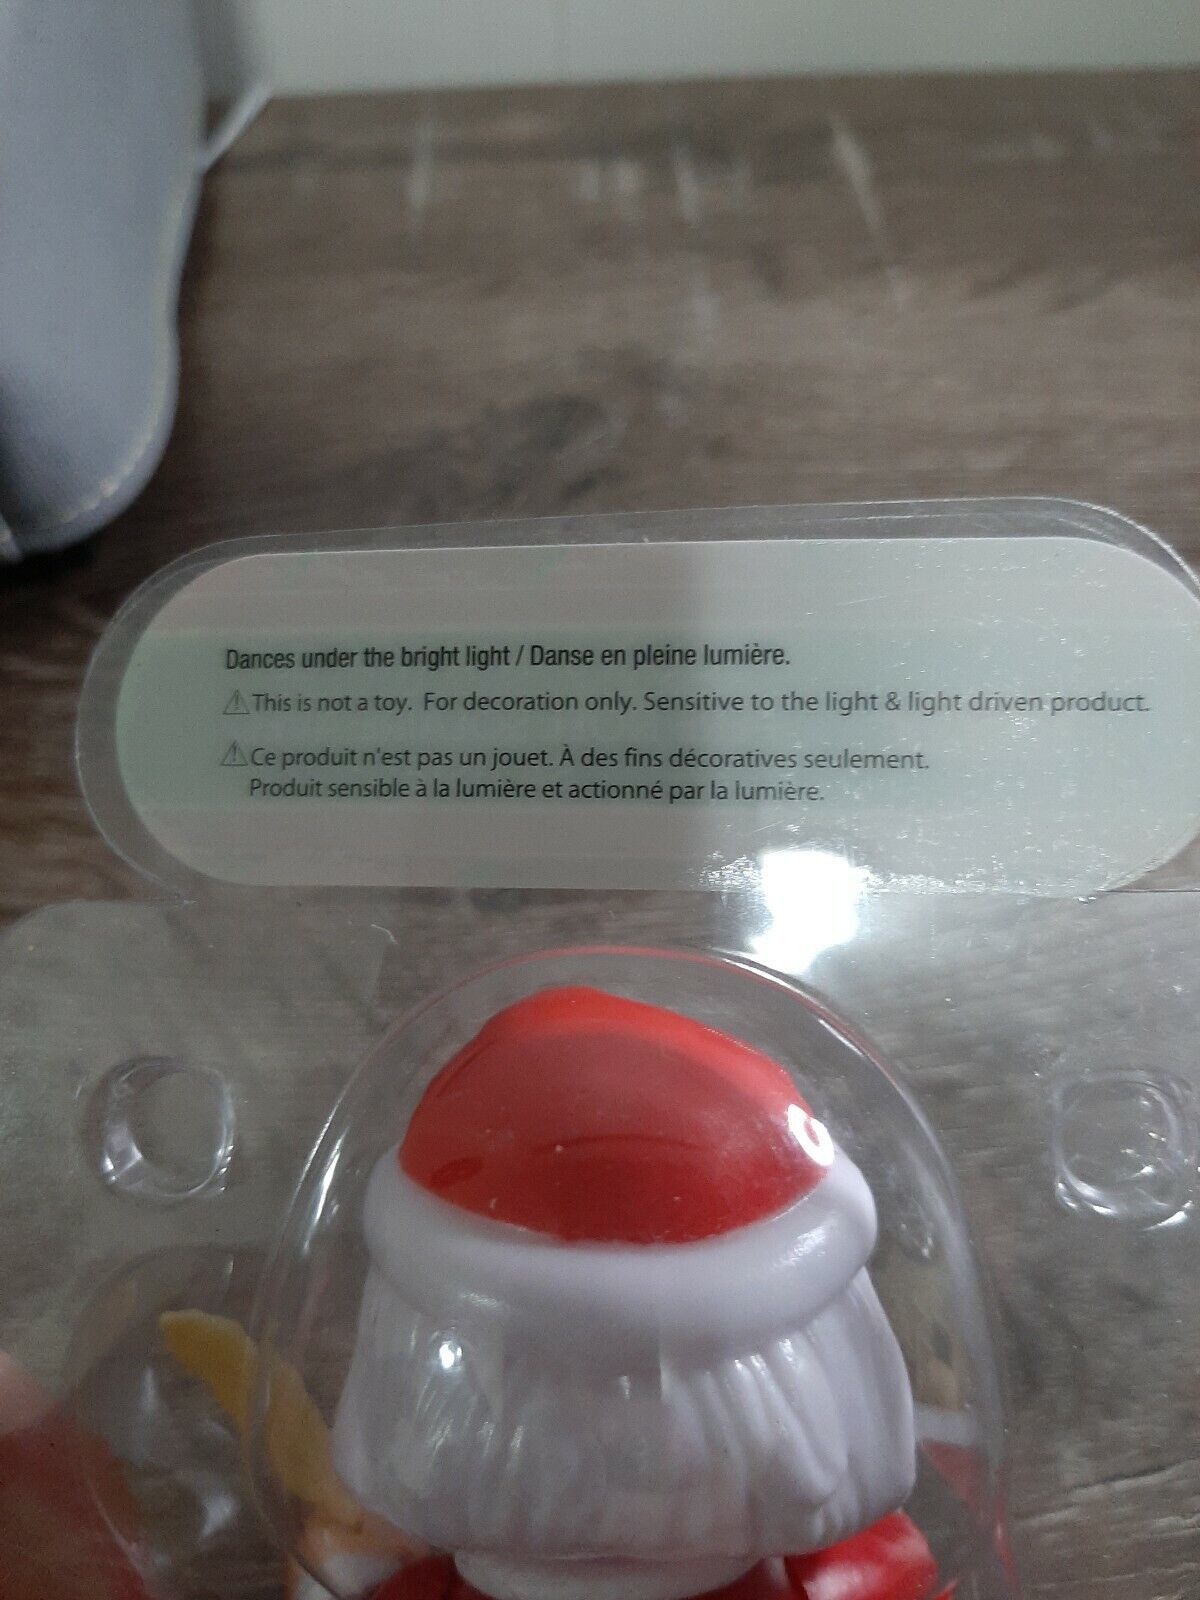 Dances under the bright light / Danse en pleine lumière.
⚠This is not a toy. For decoration only. Sensitive to the light & light driven product.
⚠Ce produit n'est pas un jouet. À des fins décoratives seulement.
Produit sensible à la lumière et actionné par la lumière.